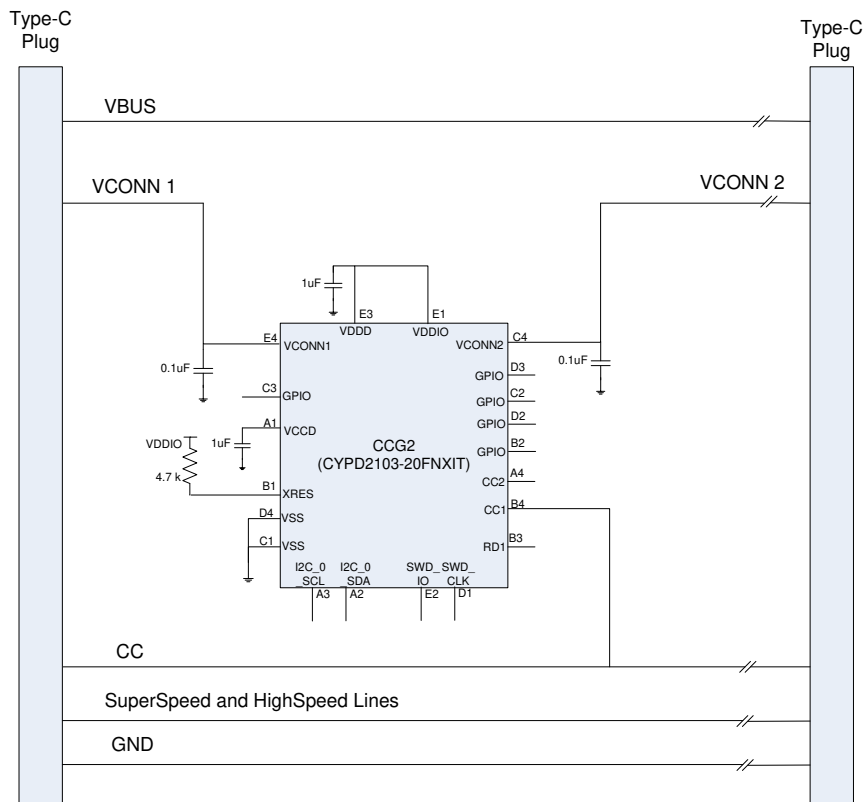 Type-C
Plug
Type-C
Plug
VBUS
VCONN 1
VCONN 2
1uF
E3
E1
VDDD
VDDIO
E4
VCONN1
VCONN2
C4
0.1uF
0.1uF
GPIO
D3
C3
GPIO
GPIO
C2
GPIO
D2
A1
VCCD
1uF
VDDIO
4.7 k
CCG2
(CYPD2103-20FNXIT)
GPIO
B2
CC2
A4
B1
XRES
CC1
B4
D4
VSS
C1
VSS
RD1
B3
I2C_0
_SCL
I2C_0
_SDA
SWD_
IO
SWD_
CLK
A3
A2
E2
D1
CC
SuperSpeed and HighSpeed Lines
GND